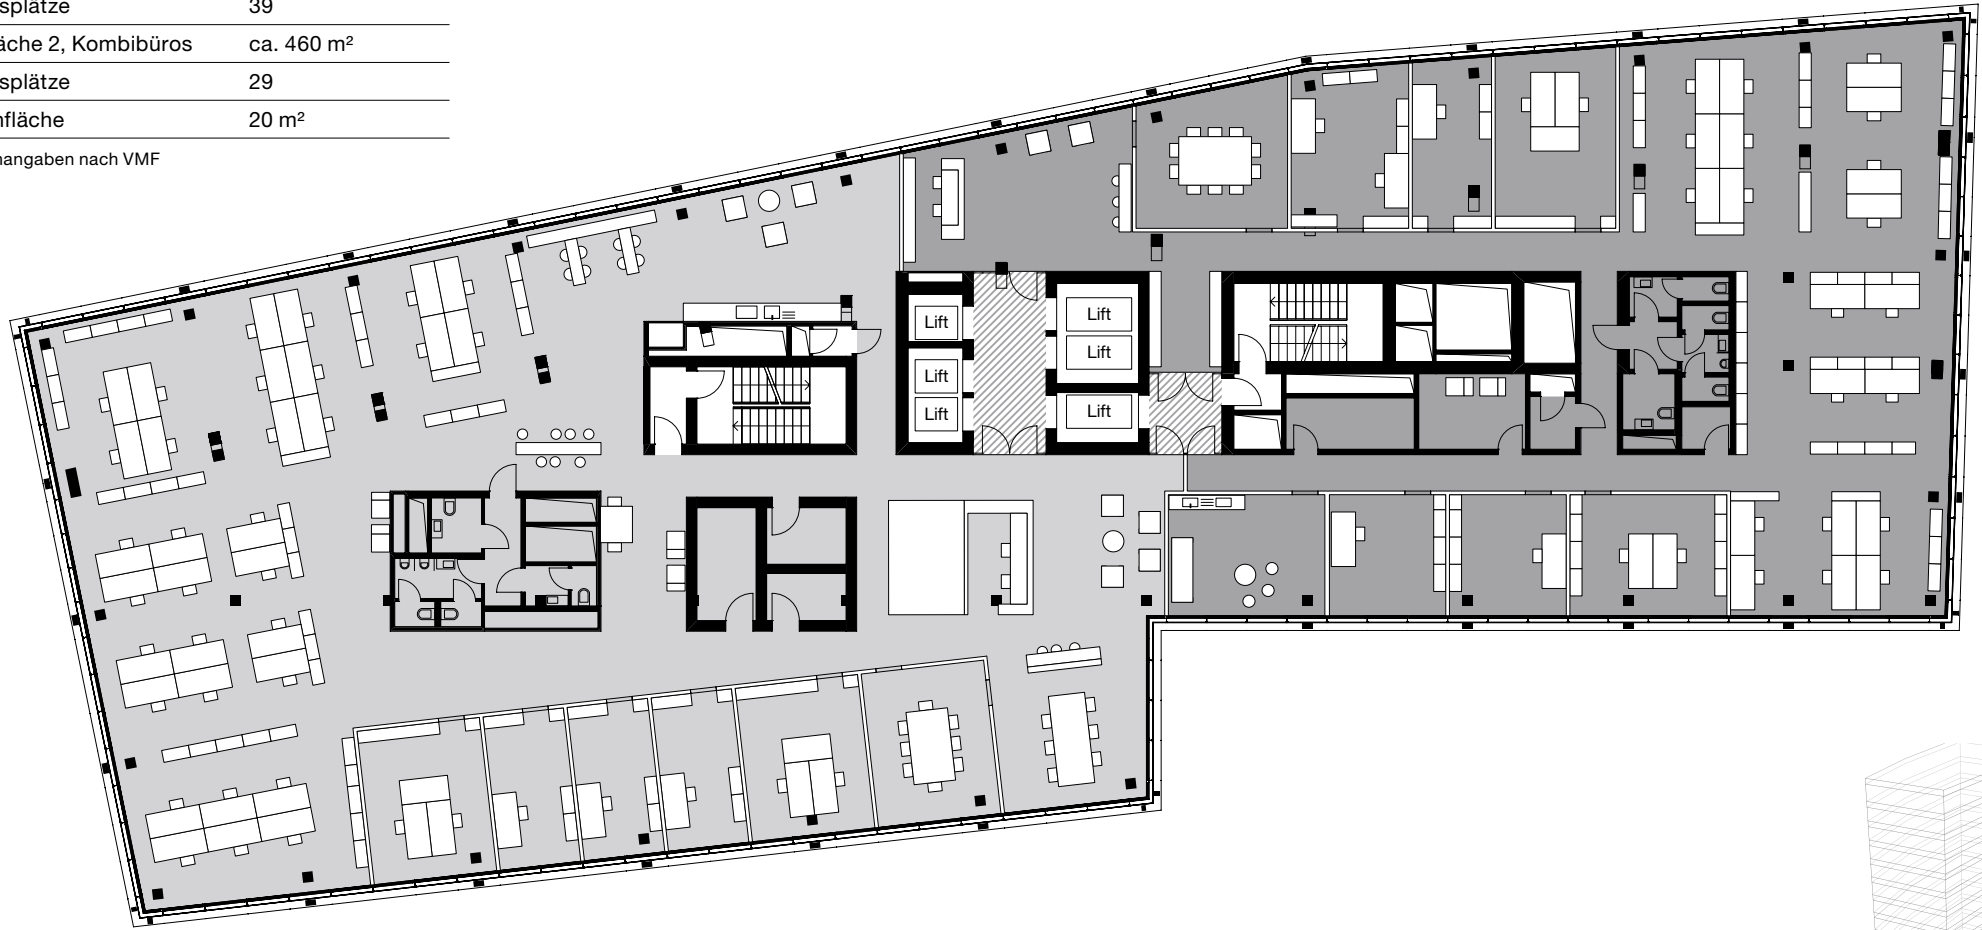 splätze 39
äche 2, Kombibüros ca. 460 m²
splätze 29
nfläche 20 m²
nangaben nach VMF
Lift
Lift
Lift
Lift
Lift
Lift